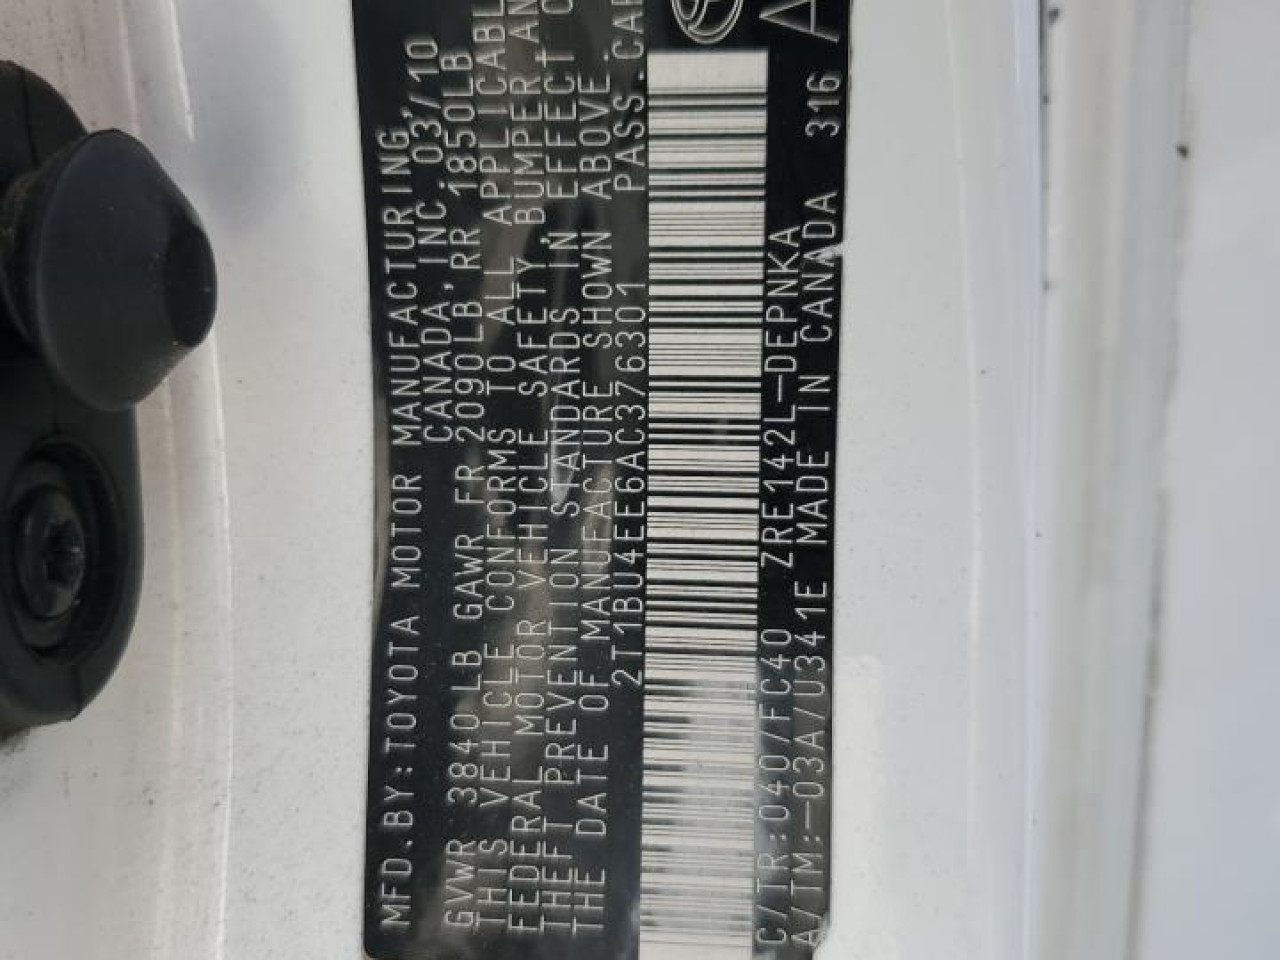 MFD.BY:TOYOTA MOTOR MANUFACTURING,
CANADA,INC. 03/10
GVWR 3840 LB GAWR FR 2090LB,RR 1850LB
THIS VEHICLE CONFORMS TO ALL APPLICABL
FEDERAL MOTOR VEHICLE SAFETY,BUMPER AN
THEFT PREVENTION STANDARDS IN EFFECT O
THE DATE OF MANUFACTURE SHOWN ABOVE.
2T1BU4EE6AC376301 PASS.CAR
C/TR:040/FC40 ZRE142L-DEPNKA
A/TM:-03A/U341E MADE IN CANADA 316